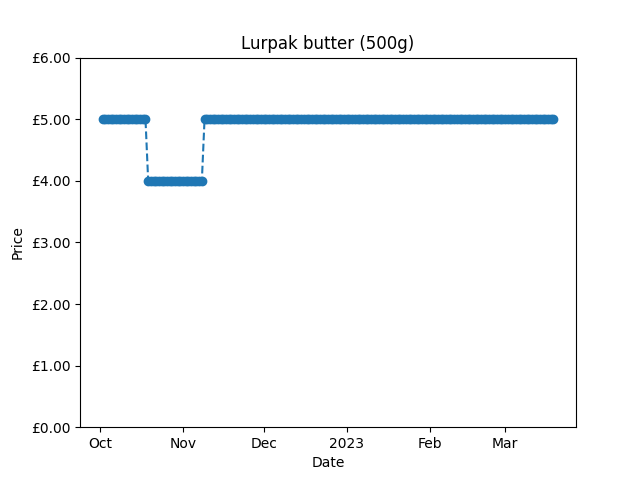 Lurpak butter (500g)
£6.00
£5.00
£4.00
£3.00
£2.00
£1.00
£0.00
Price
Oct Nov Dec 2023 Feb Mar
Date